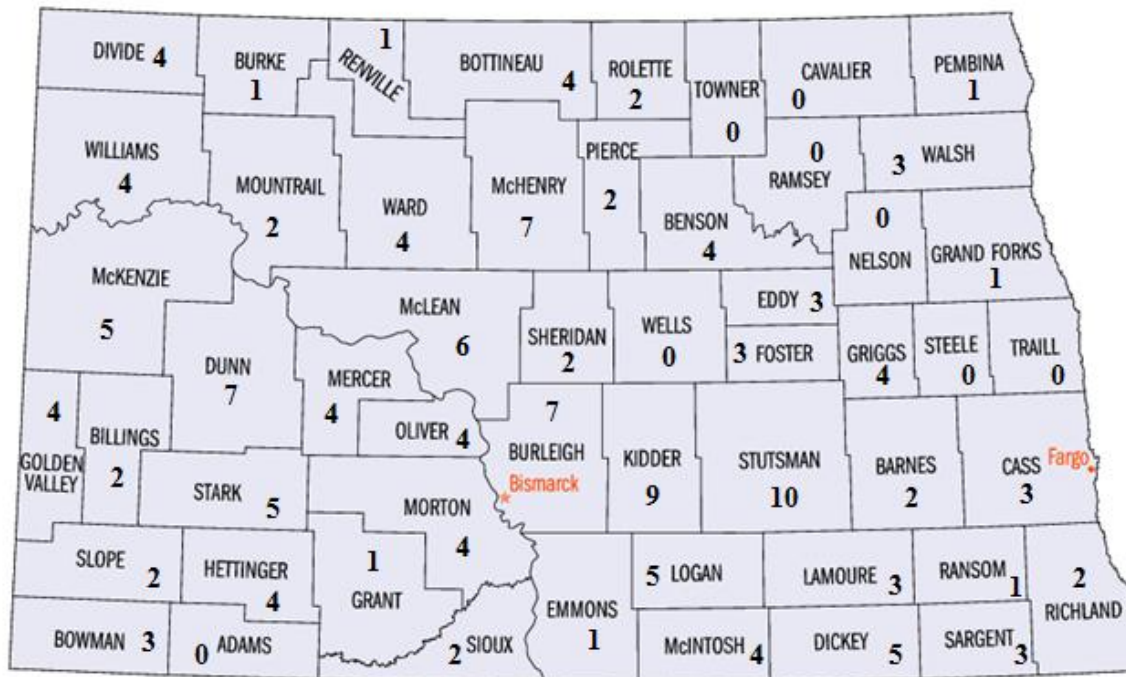 DIVIDE 4
BURKE
1
1
RENVILLE
BOTTINEAU
4
ROLETTE
2
TOWNER
0
CAVALIER
0
PEMBINA
1
WILLIAMS
4
MOUNTRAIL
2
WARD
4
McHENRY
7
PIERCE
2
BENSON
4
0
RAMSEY
3 WALSH
0
NELSON
GRAND FORKS
1
McKENZIE
5
DUNN
7
McLEAN
6
SHERIDAN
2
WELLS
0
EDDY 3
3 FOSTER
GRIGGS
4
STEELE
0
TRAILL
0
4
GOLDEN
VALLEY
BILLINGS
2
MERCER
4
OLIVER 4
STARK 5
MORTON
4
7
BURLEIGH
Bismarck
KIDDER
9
STUTSMAN
10
BARNES
2
CASS
3
Fargo
SLOPE 2
HETTINGER
4
1
GRANT
EMMONS
1
5 LOGAN
LAMOURE 3
RANSOM 1
2
RICHLAND
BOWMAN 3
0 ADAMS
2 SIOUX
McINTOSH 4
DICKEY 5
SARGENT 3